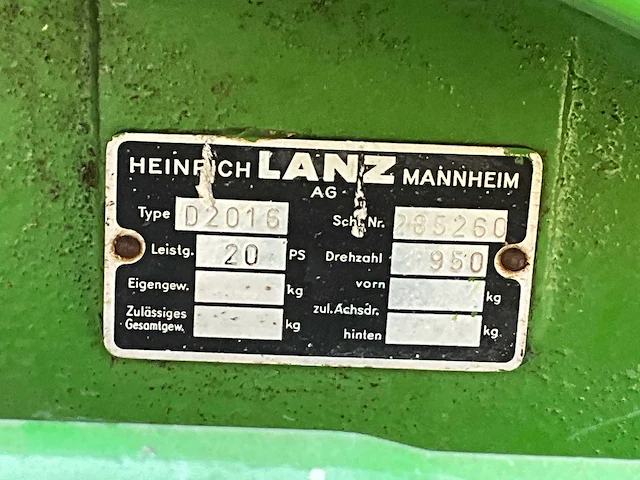 HEINRICH LANZ MANNHEIM
AG
Type D2016 Schl.Nr. 285260
Leistg. 20 PS Drehzahl 950
Eigengew. kg vorn kg
Zulässiges Gesamtgew. kg zul.Achsdr. hinten kg